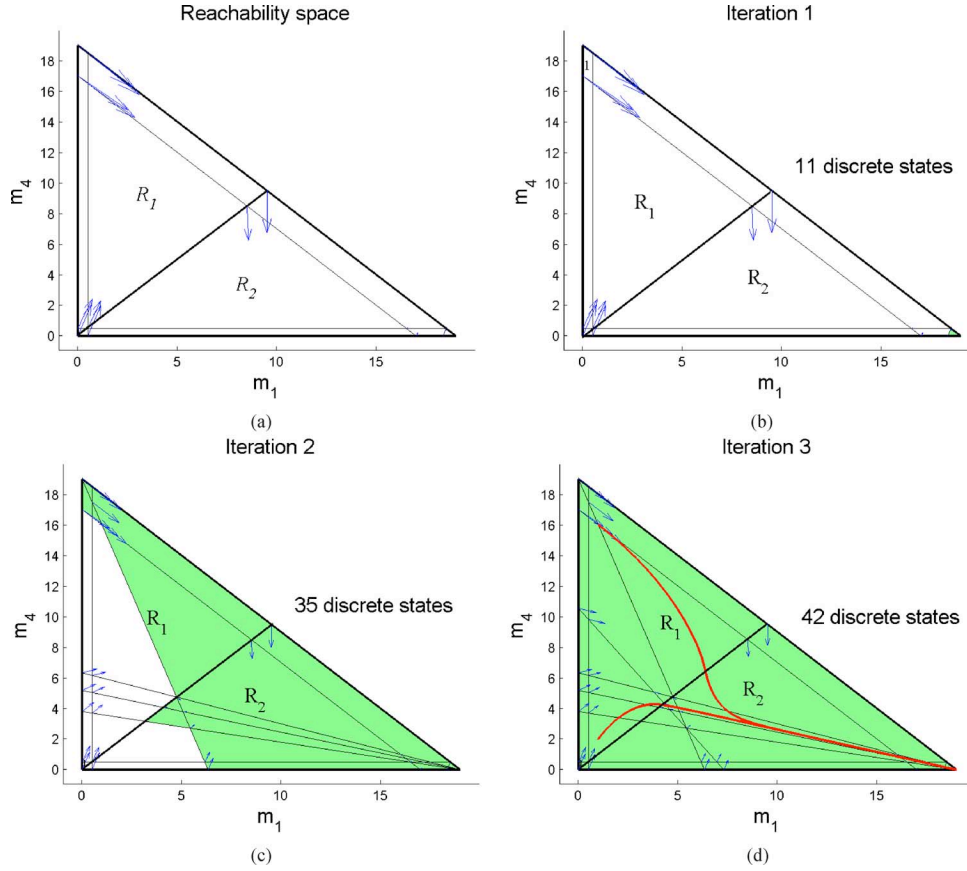 Reachability space
18
16
14
12
10
8
6
4
2
0
m4
R1
R2
0 5 10 15
m1
(a)
Iteration 1
18
16
14
12
10
8
6
4
2
0
m4
1
11 discrete states
R1
R2
0 5 10 15
m1
(b)
Iteration 2
18
16
14
12
10
8
6
4
2
0
m4
35 discrete states
R1
R2
0 5 10 15
m1
(c)
Iteration 3
18
16
14
12
10
8
6
4
2
0
m4
42 discrete states
R1
R2
0 5 10 15
m1
(d)